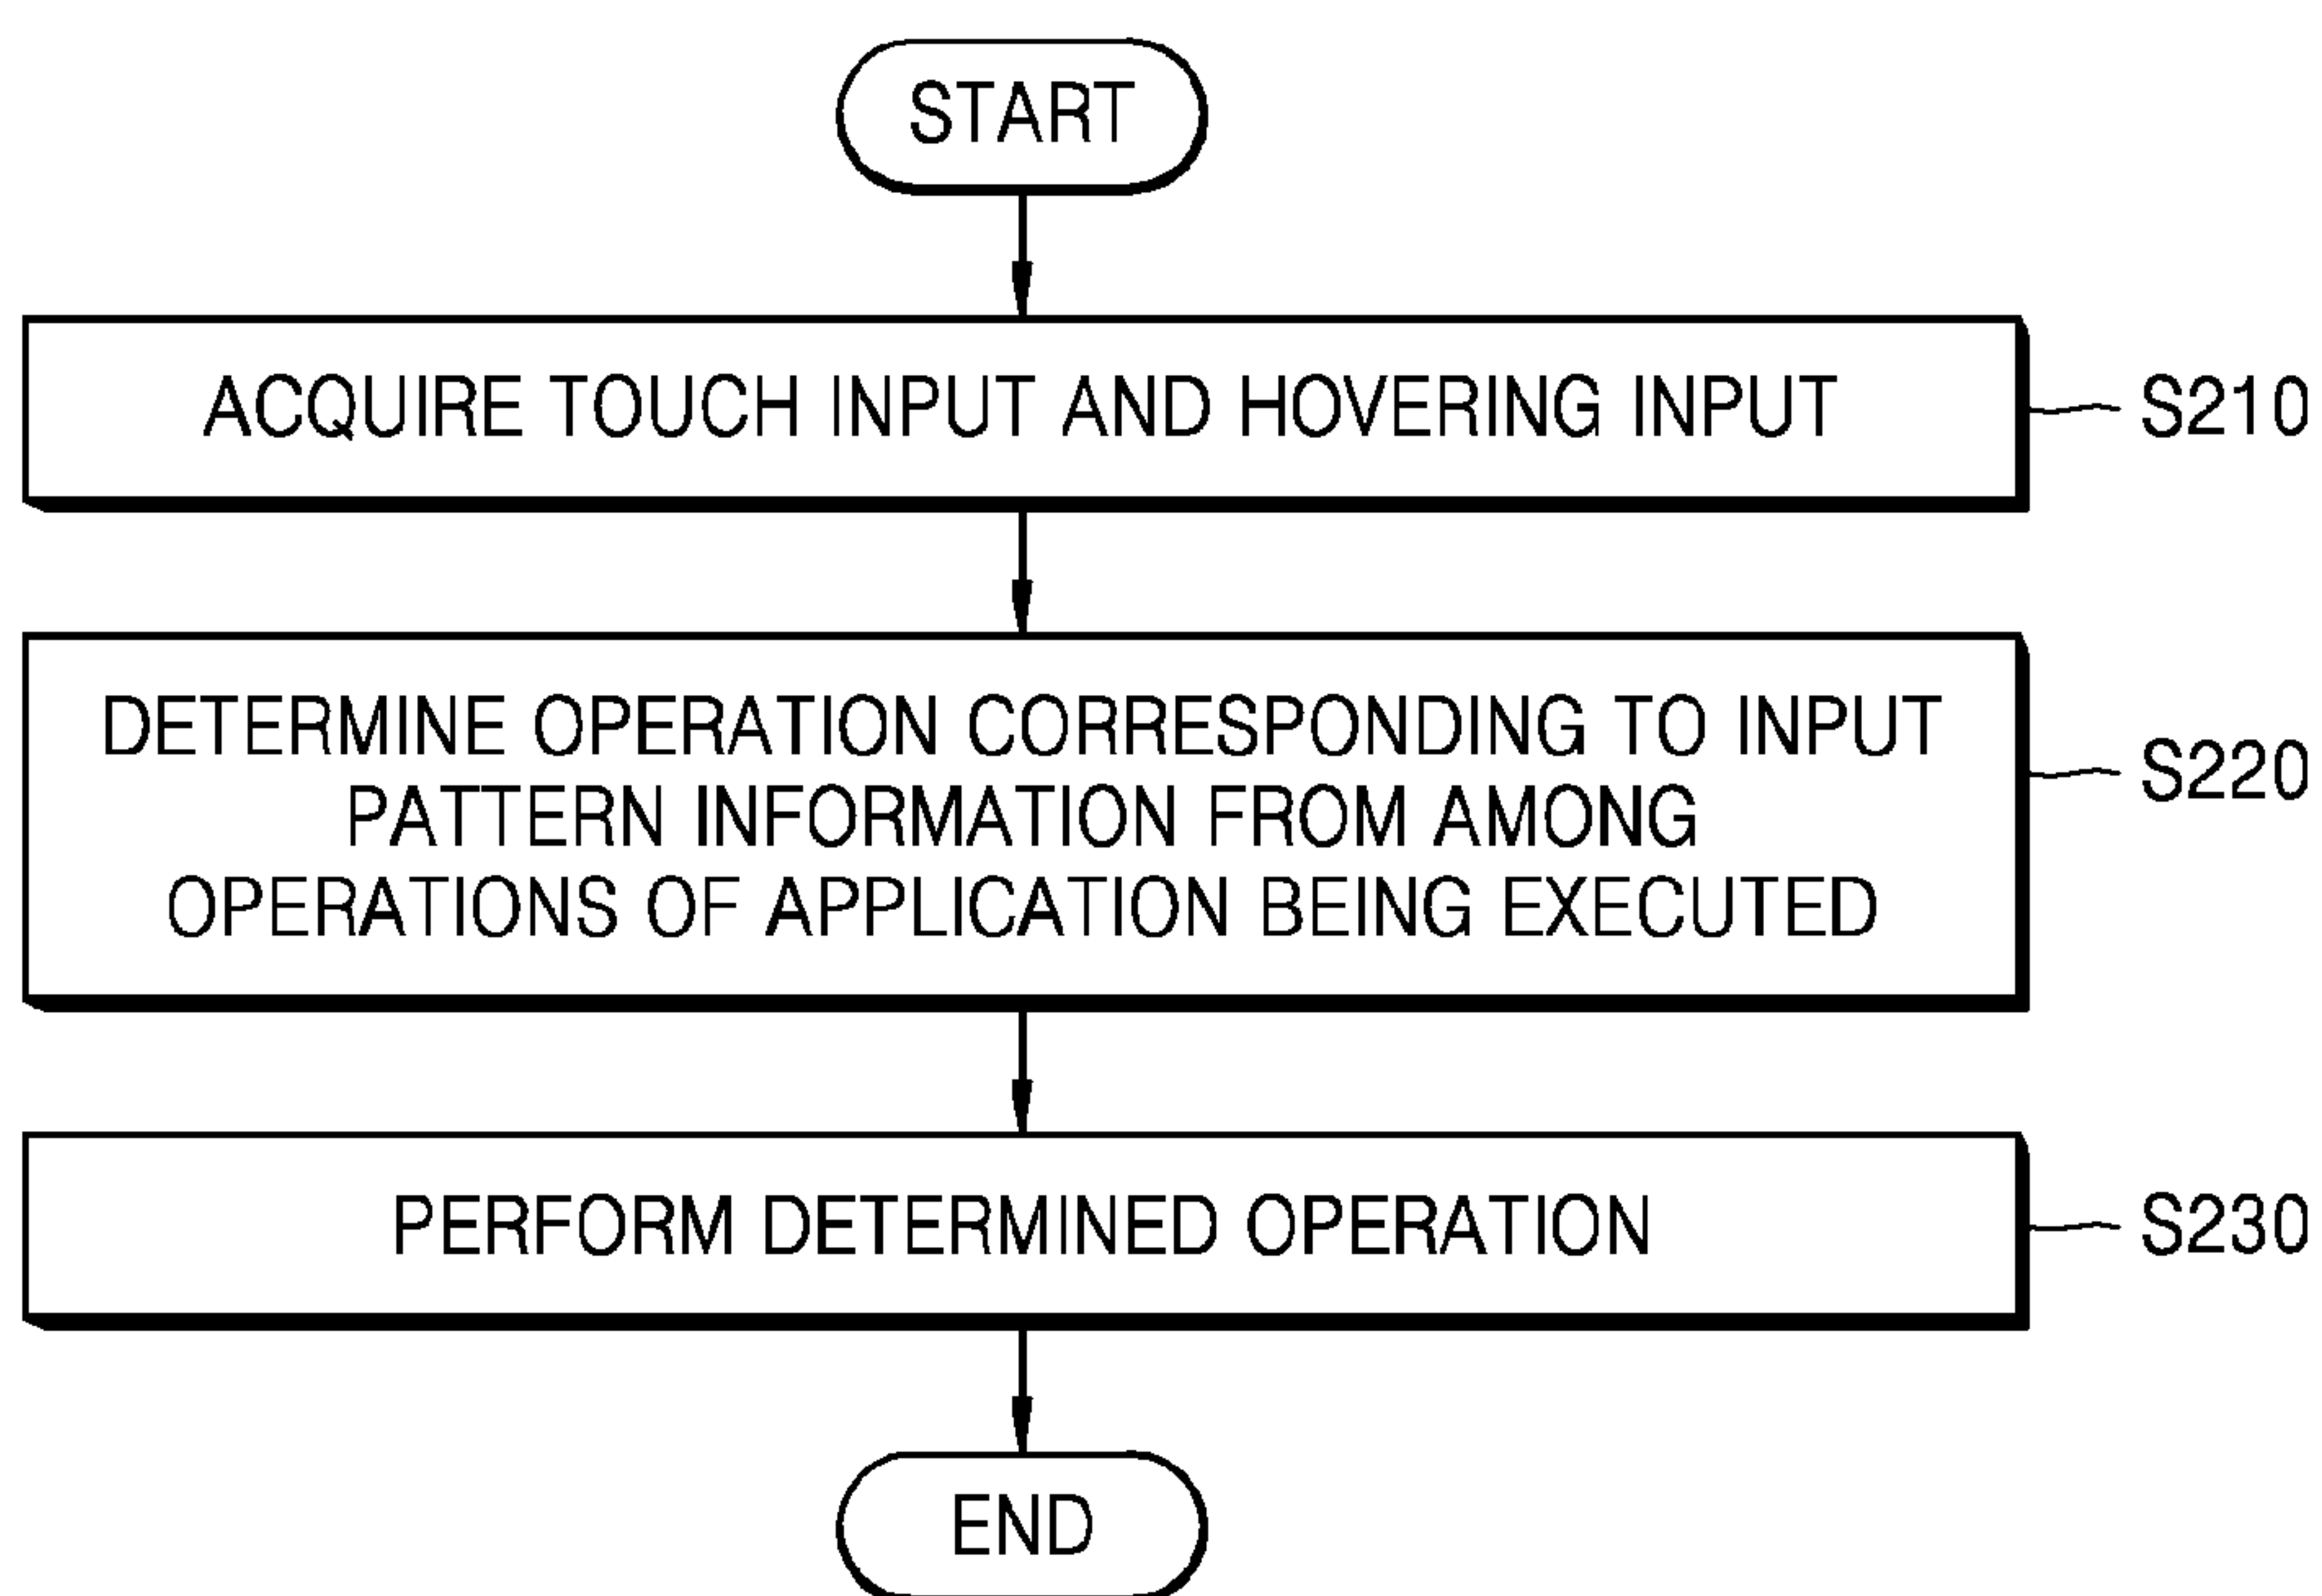 START
ACQUIRE TOUCH INPUT AND HOVERING INPUT
S210
DETERMINE OPERATION CORRESPONDING TO INPUT
PATTERN INFORMATION FROM AMONG
OPERATIONS OF APPLICATION BEING EXECUTED
S220
PERFORM DETERMINED OPERATION
S230
END